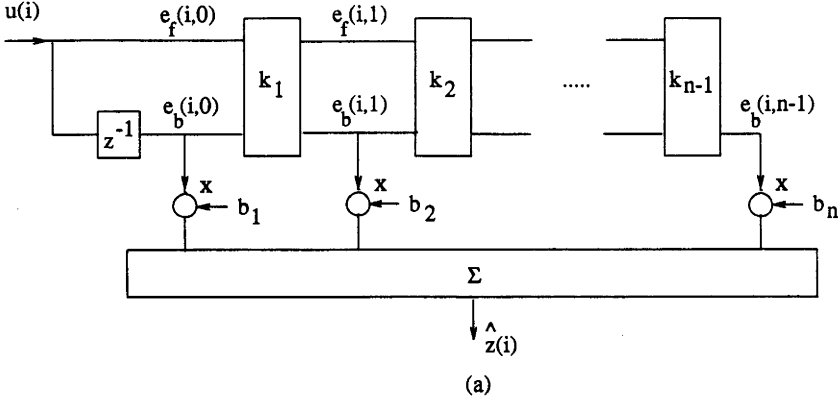 u(i)
e_f(i,0)
e_f(i,1)
k_1
k_2
.....
k_{n-1}
e_b(i,0)
e_b(i,1)
e_b(i,n-1)
z^{-1}
x
b_1
x
b_2
x
b_n
Σ
ẑ(i)
(a)